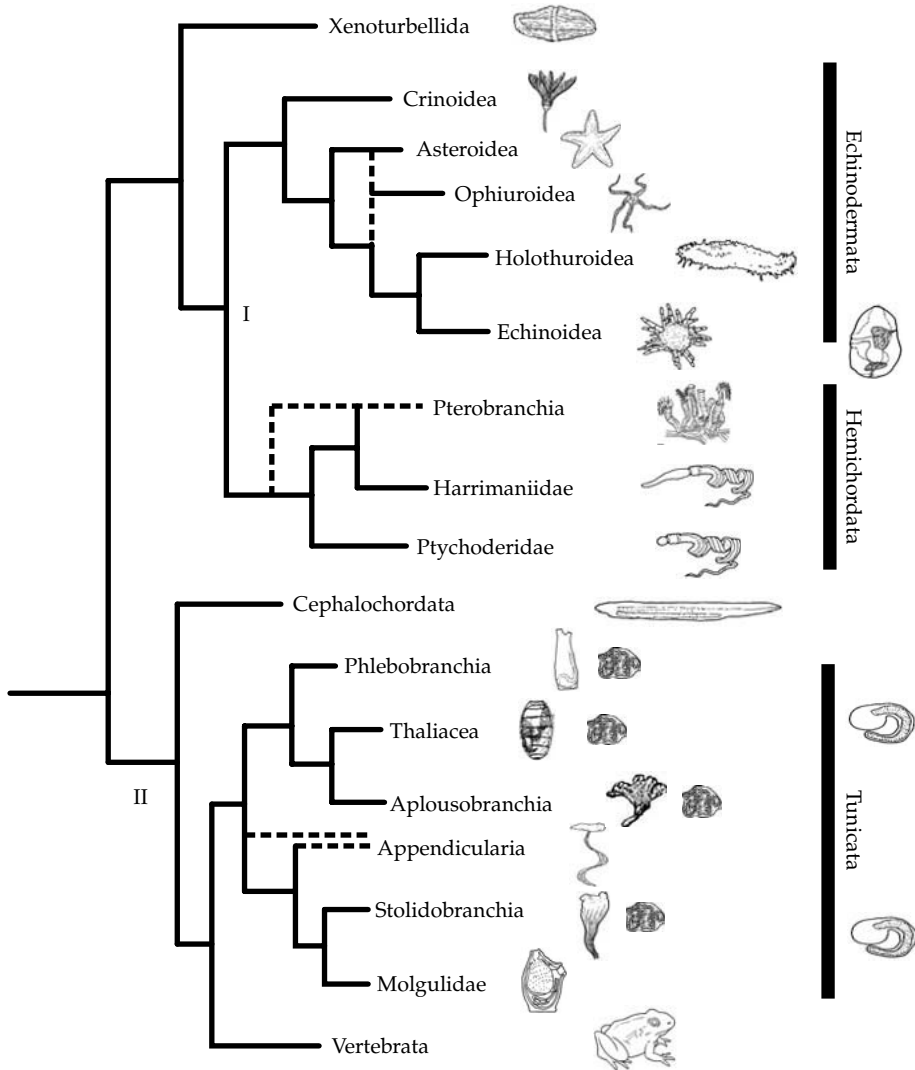 Xenoturbellida
Crinoidea
Asteroidea
Ophiuroidea
Holothuroidea
Echinoidea
Echinodermata
I
Pterobranchia
Harrimaniidae
Ptychoderidae
Hemichordata
Cephalochordata
Phlebobranchia
Thaliacea
II
Aplousobranchia
Appendicularia
Stolidobranchia
Molgulidae
Tunicata
Vertebrata